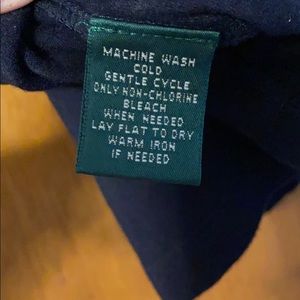 MACHINE WASH
COLD
GENTLE CYCLE
ONLY NON-CHLORINE
BLEACH
WHEN NEEDED
LAY FLAT TO DRY
WARM IRON
IF NEEDED